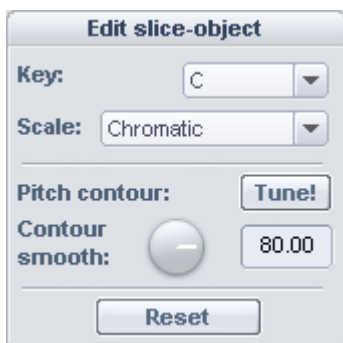 Edit slice-object
Key: C
Scale: Chromatic
Pitch contour: Tune!
Contour
smooth: 80.00
Reset